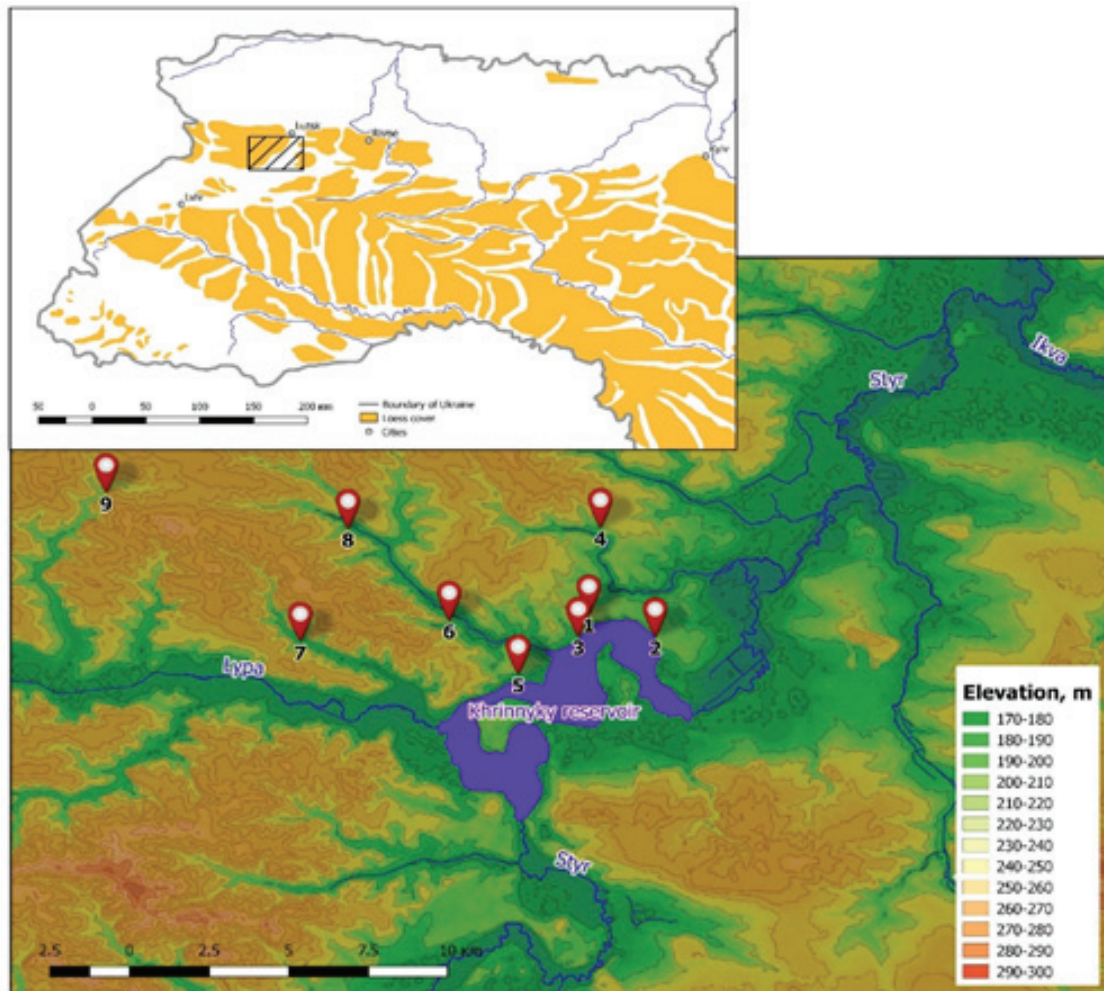 Lutsk
Rivne
Kyiv
Lviv
50 0 50 100 150 200 km
Boundary of Ukraine
Loess cover
Cities
Ikva
Styr
9
8
4
6
1
7
3
2
5
Lypa
Khrinnyky reservoir
Styr
2.5 0 2.5 5 7.5 10 km
Elevation, m
170-180
180-190
190-200
200-210
210-220
220-230
230-240
240-250
250-260
260-270
270-280
280-290
290-300